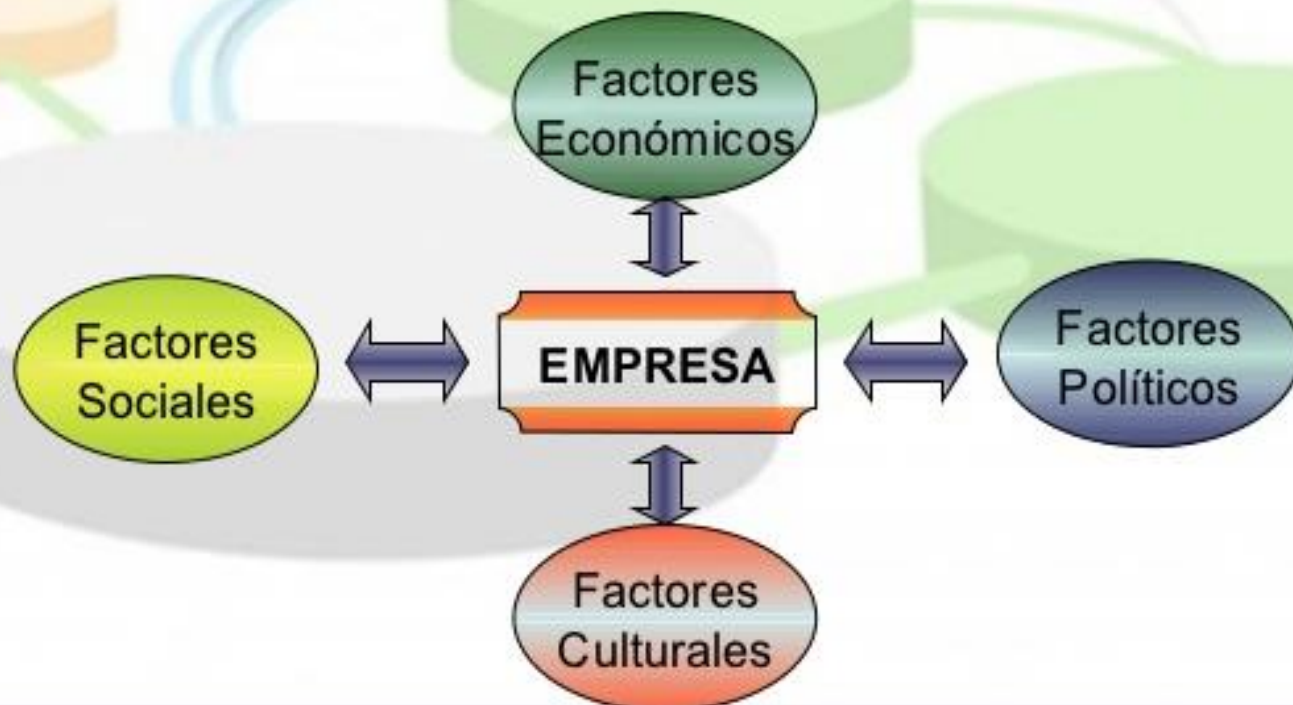 Factores
Económicos
Factores
Sociales
EMPRESA
Factores
Políticos
Factores
Culturales